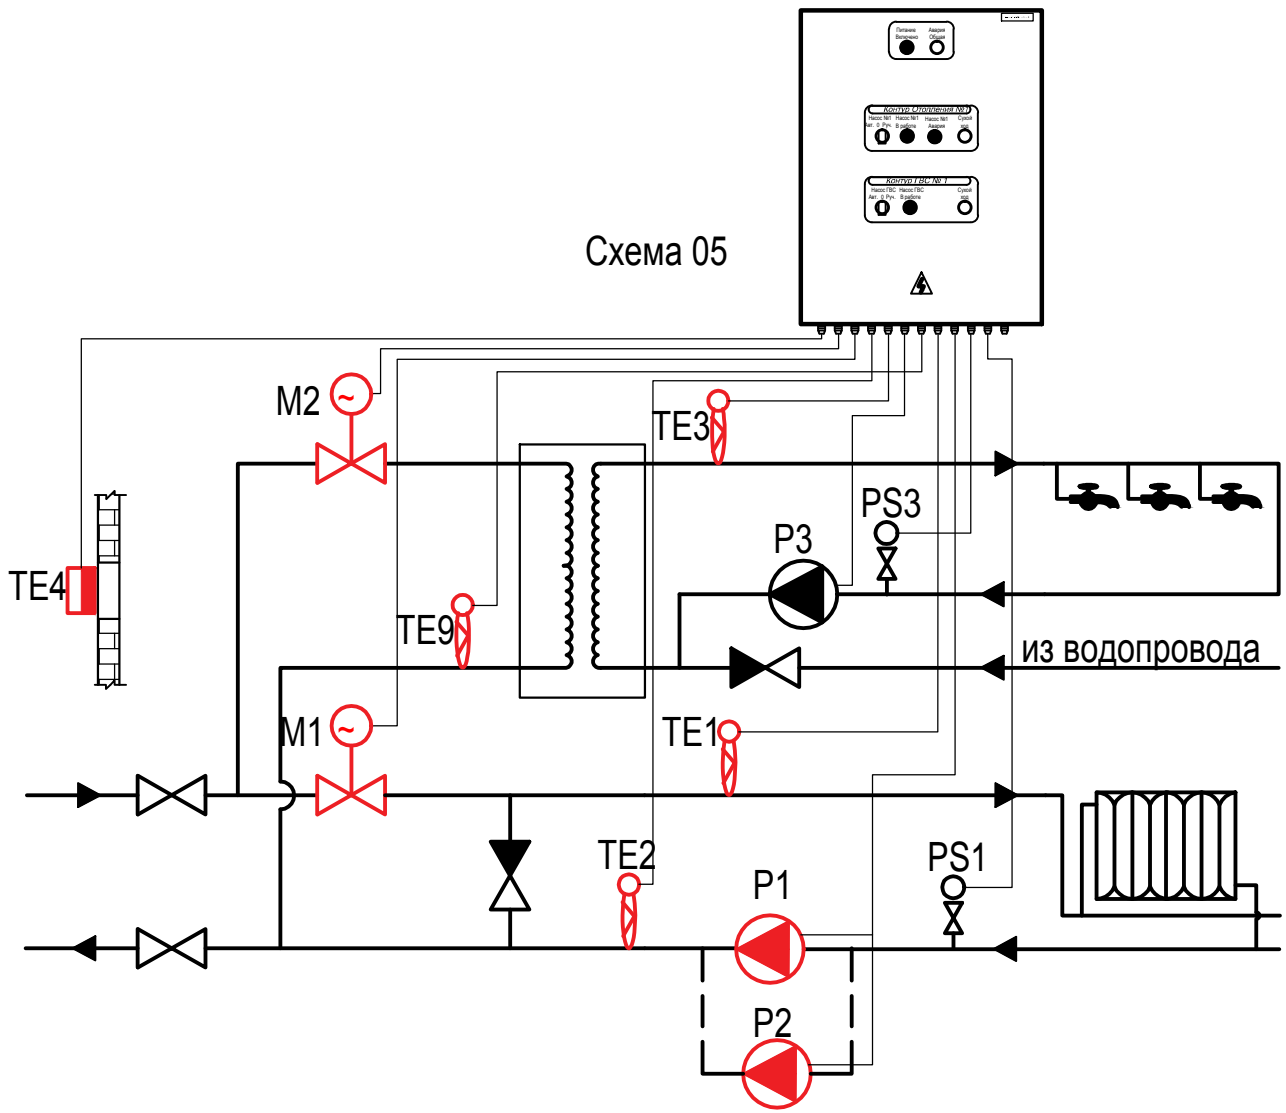 Питание Авария
Включено Общая
Контур Отопления №1
Насос №1 Насос №1 Насос №1 Сухой
Авт. 0 Руч. В работе Авария ход
Контур ГВС № 1
Насос ГВС Насос ГВС Сухой
Авт. 0 Руч. В работе ход
Схема 05
M2
~
TE3
PS3
P3
TE4
TE9
из водопровода
M1
~
TE1
TE2
PS1
P1
P2